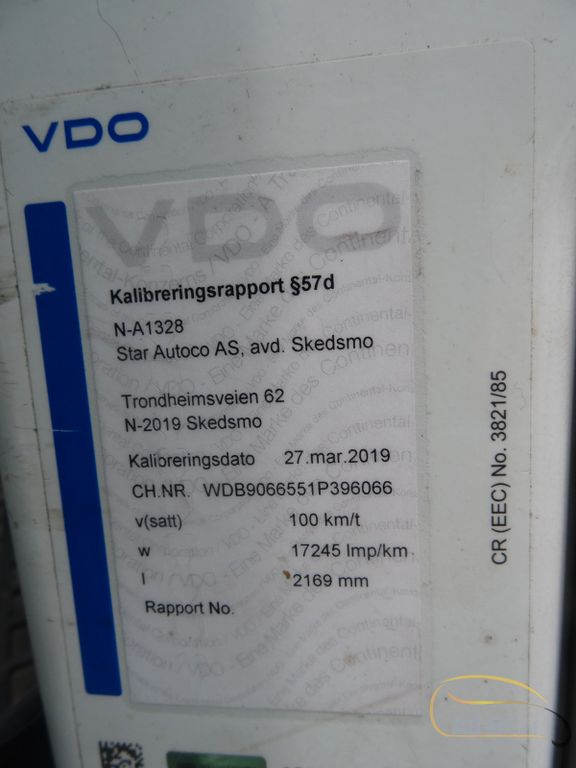 VDO
VDO
Kalibreringsrapport §57d
N-A1328
Star Autoco AS, avd. Skedsmo
Trondheimsveien 62
N-2019 Skedsmo
Kalibreringsdato 27.mar.2019
CH.NR. WDB9066551P396066
v(satt) 100 km/t
w 17245 Imp/km
l 2169 mm
Rapport No.
CR (EEC) No. 3821/85